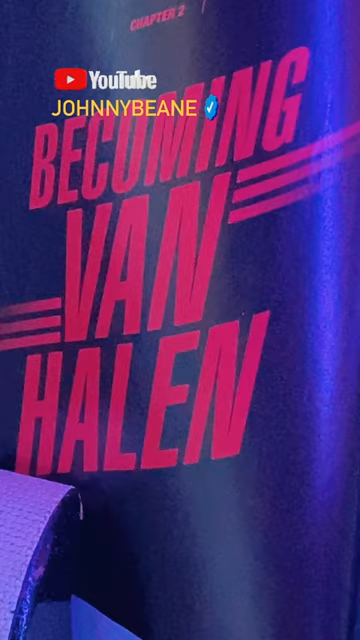 CHAPTER 2
YouTube
JOHNNYBEANE
BECOMING
VAN
HALEN